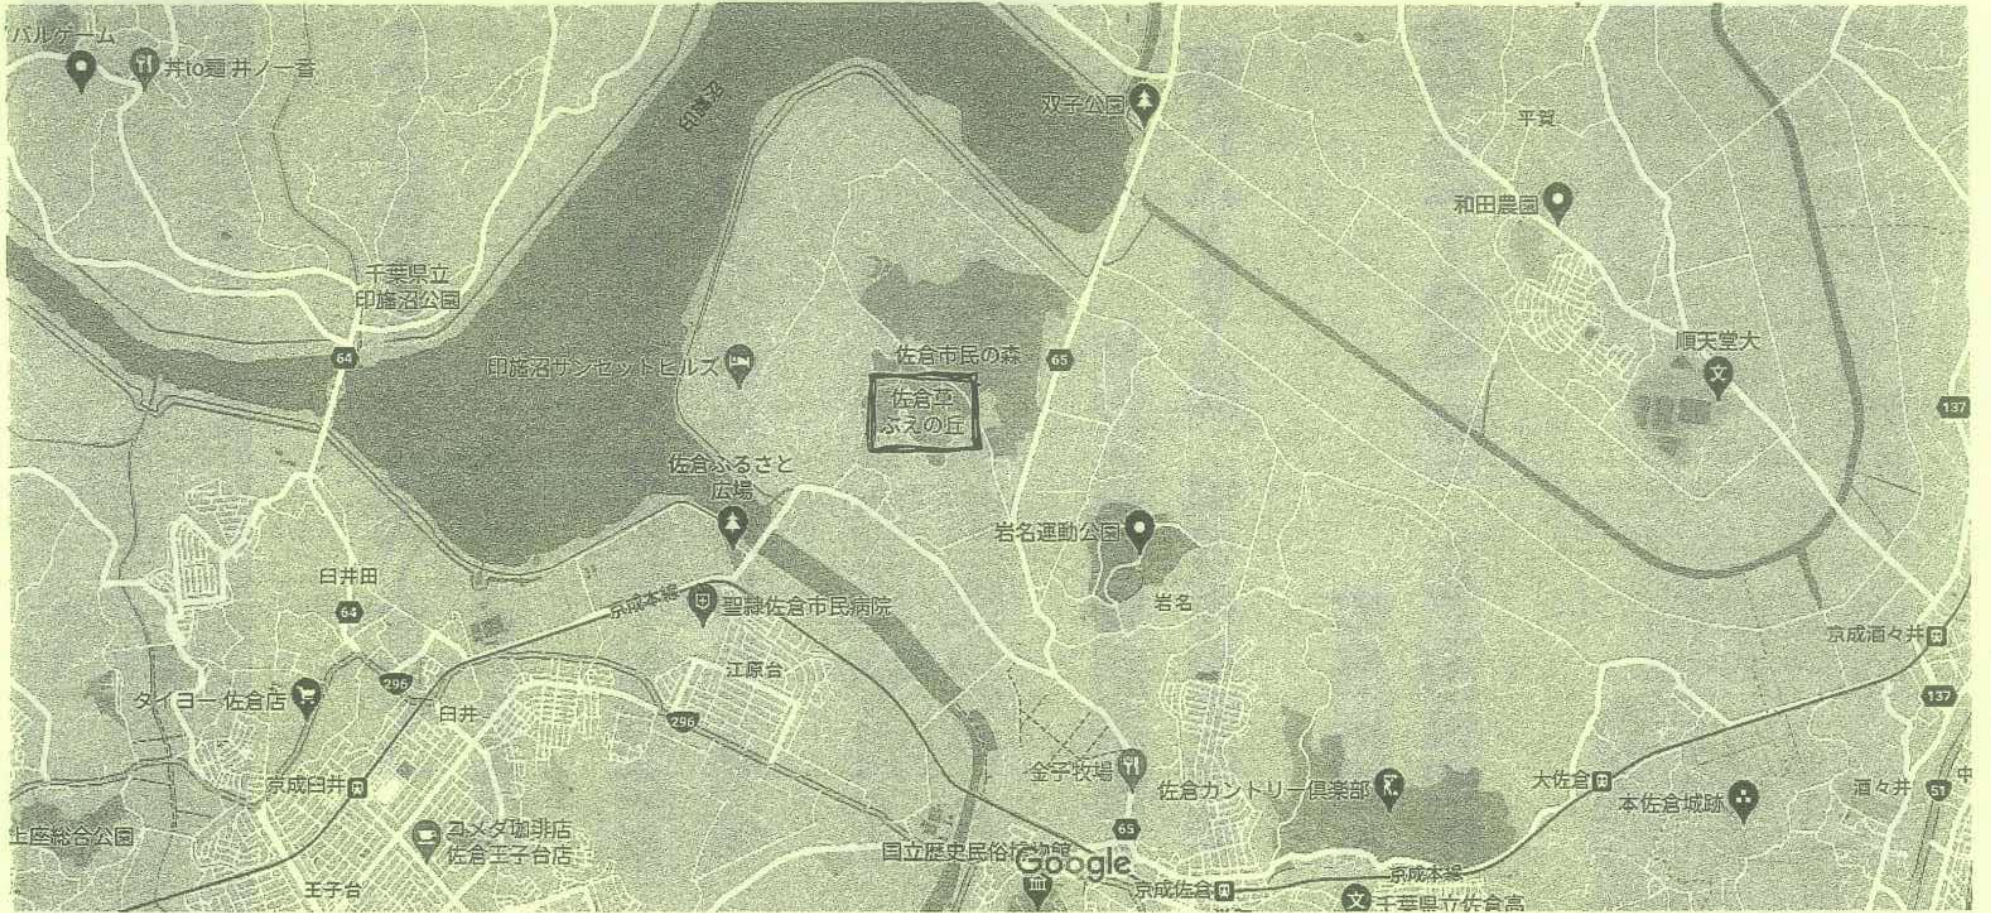 バルゲーム
丼to麺 井ノ一番
印旛沼
双子公園
平賀
和田農園
千葉県立
印旛沼公園
64
印旛沼サンセットヒルズ
佐倉市民の森
65
順天堂大
佐倉草
ぶえの丘
137
佐倉ふるさと
広場
岩名運動公園
岩名
臼井田
64
京成本線
聖隷佐倉市民病院
江原台
京成酒々井
137
タイヨー 佐倉店
296
臼井
296
京成臼井
金子牧場
佐倉カントリー倶楽部
大佐倉
本佐倉城跡
酒々井
51
中
上座総合公園
コメダ珈琲店
佐倉王子台店
65
国立歴史民俗博物館
Google
王子台
京成佐倉
京成本線
千葉県立佐倉高